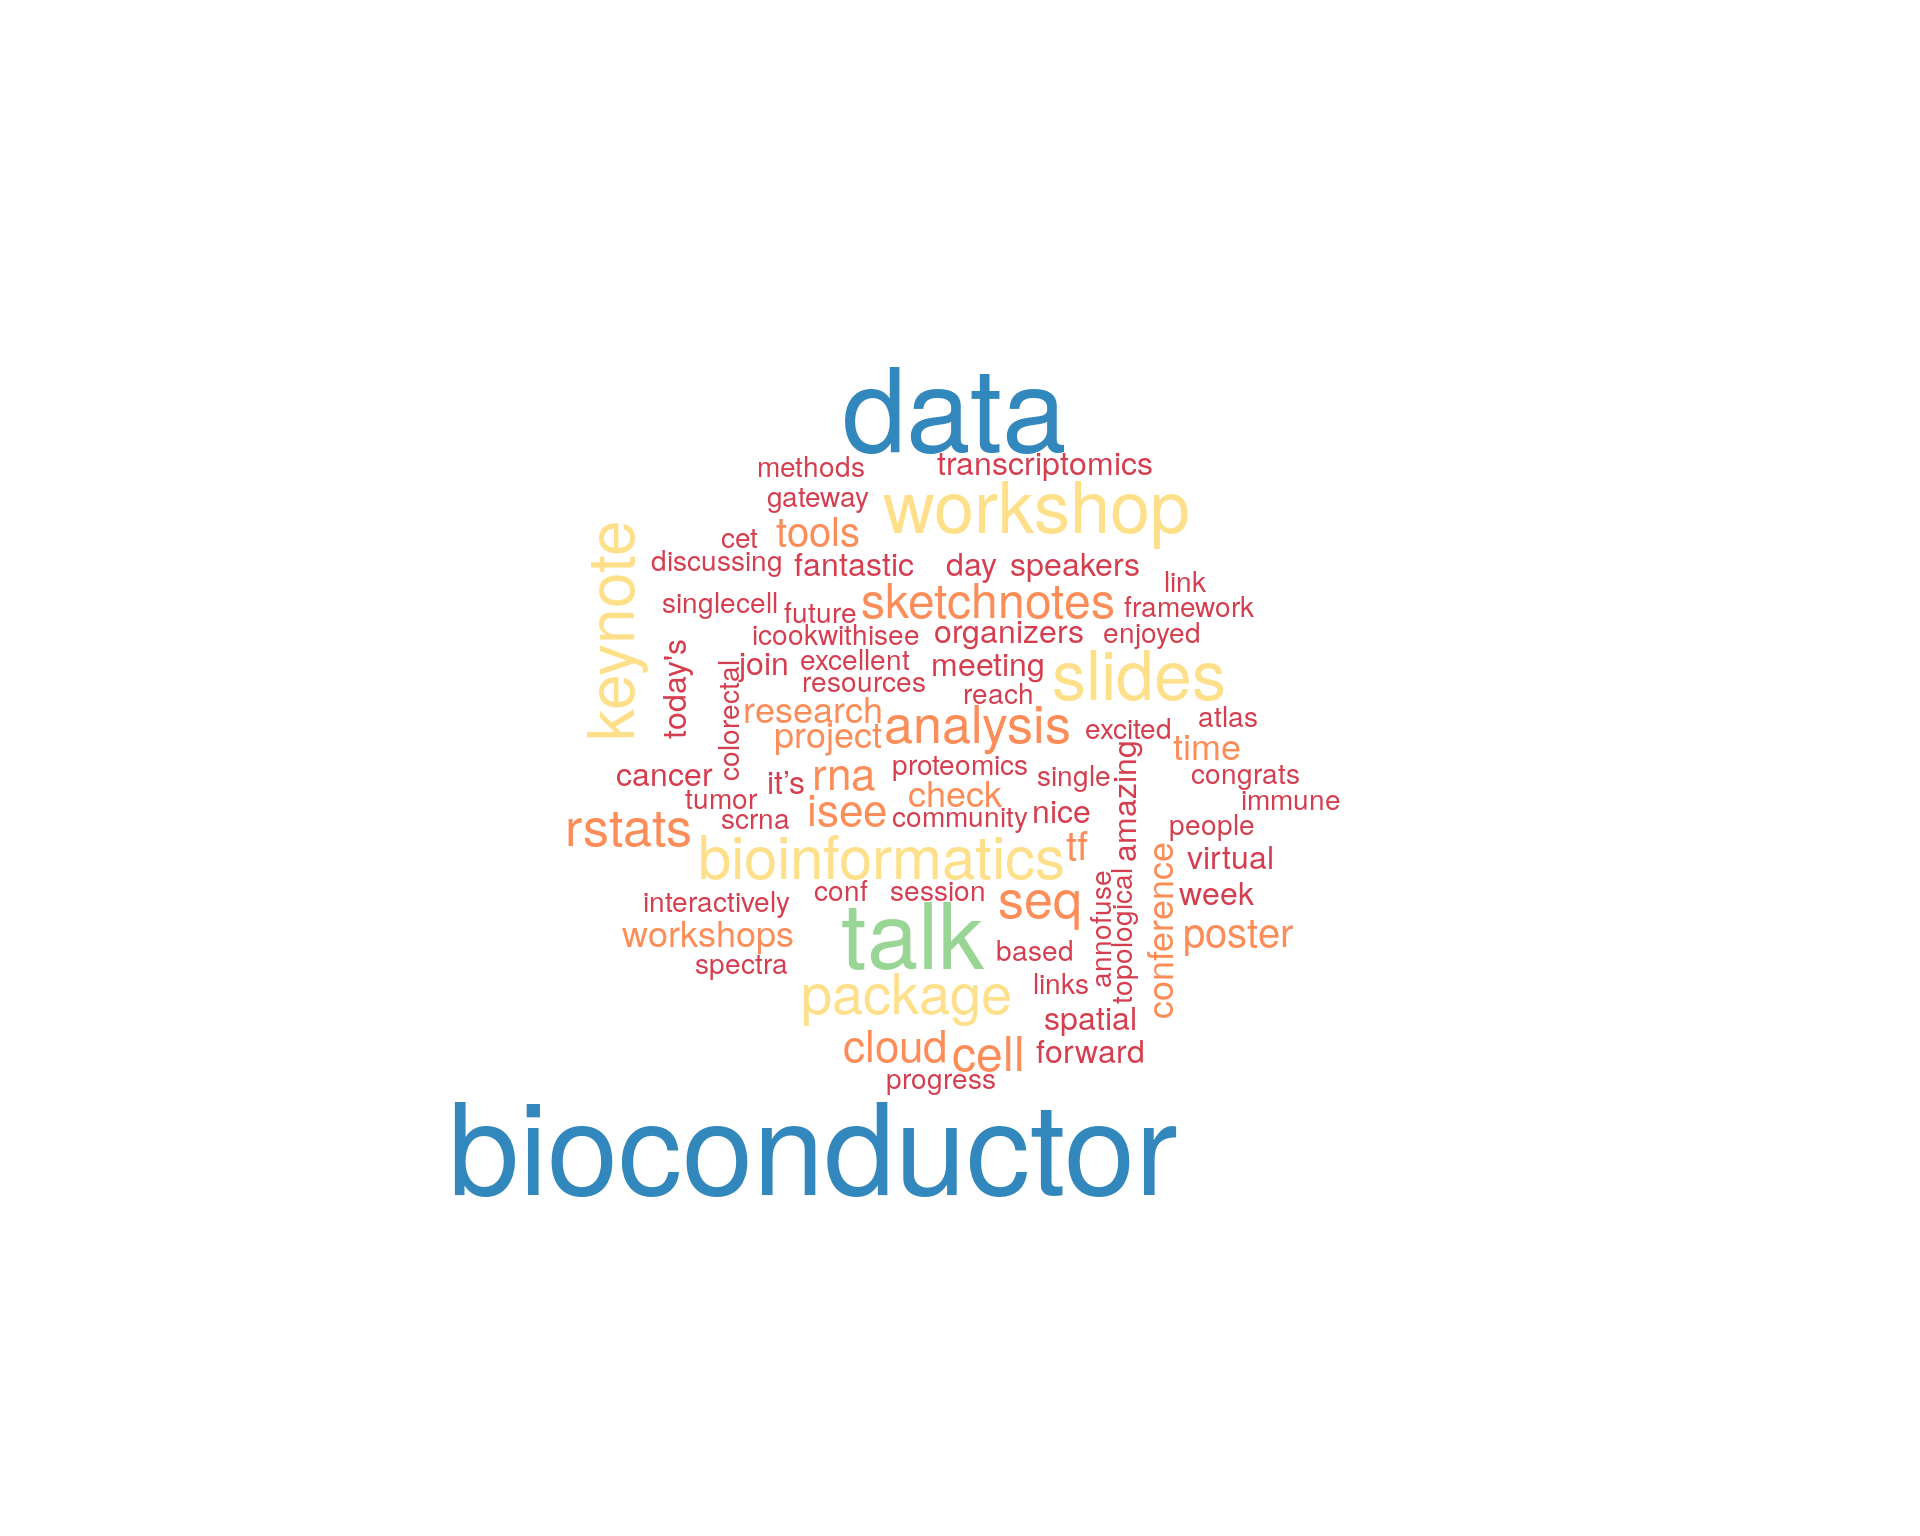 data
methods
transcriptomics
gateway
workshop
keynote
cet
tools
discussing
fantastic
day
speakers
link
singlecell
future
sketchnotes
framework
icookwithisee
organizers
enjoyed
today's
colorectal
join
excellent
meeting
slides
resources
reach
research
analysis
excited
atlas
project
time
cancer
it’s
rna
proteomics
single
amazing
congrats
tumor
check
immune
scrna
isee
community
nice
people
rstats
bioinformatics
tf
virtual
interactively
conf
session
seq
annofuse
topological
conference
week
workshops
talk
based
poster
spectra
package
links
spatial
cloud
cell
forward
progress
bioconductor